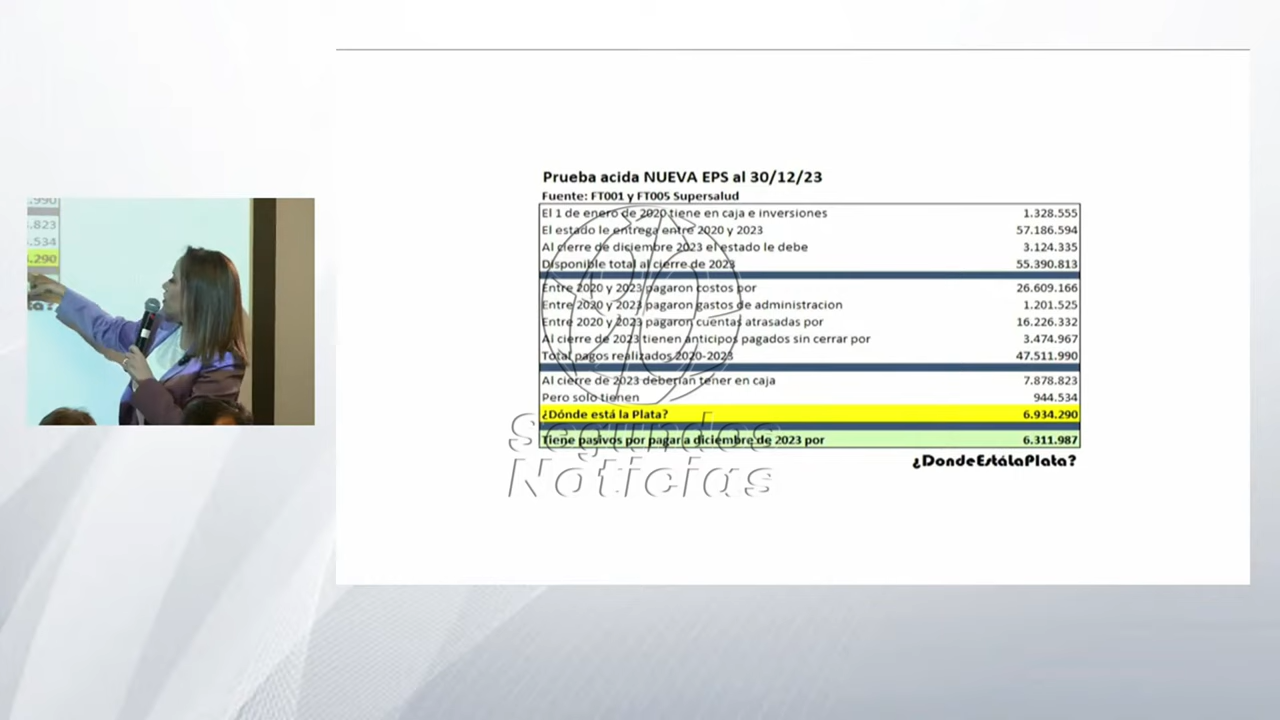 Prueba acida NUEVA EPS al 30/12/23
Fuente: FT001 y FT005 Supersalud
El 1 de enero de 2020 tiene en caja e inversiones 1.328.555
El estado le entrega entre 2020 y 2023 57.186.594
Al cierre de diciembre 2023 el estado le debe 3.124.335
Disponible total al cierre de 2023 55.390.813
Entre 2020 y 2023 pagaron costos por 26.609.166
Entre 2020 y 2023 pagaron gastos de administracion 1.201.525
Entre 2020 y 2023 pagaron cuentas atrasadas por 16.226.332
Al cierre de 2023 tienen anticipos pagados sin cerrar por 3.474.967
Total pagos realizados 2020-2023 47.511.990
Al cierre de 2023 deberían tener en caja 7.878.823
Pero solo tienen 944.534
¿Dónde está la Plata? 6.934.290
Tiene pasivos por pagar a diciembre de 2023 por 6.311.987
¿DondeEstáLaPlata?
Segundos
Noticias
.990
.823
.534
.290